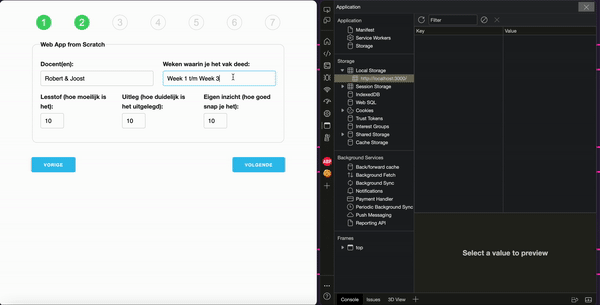 1 2 3 4 5 6 7
Web App from Scratch
Docent(en): Weken waarin je het vak deed:
Robert & Joost Week 1 t/m Week 3
Lesstof (hoe moeilijk is het): Uitleg (hoe duidelijk is het uitgelegd): Eigen inzicht (hoe goed snap je het):
10 10 10
VORIGE VOLGENDE
Application
Application
Manifest
Service Workers
Storage
Storage
Local Storage
http://localhost:3000/
Session Storage
IndexedDB
Web SQL
Cookies
Trust Tokens
Interest Groups
Shared Storage
Cache Storage
Background Services
Back/forward cache
Background Fetch
Background Sync
Notifications
Payment Handler
Periodic Background Sync
Push Messaging
Reporting API
Frames
top
Filter
Key Value
Select a value to preview
ABP
Console Issues 3D View